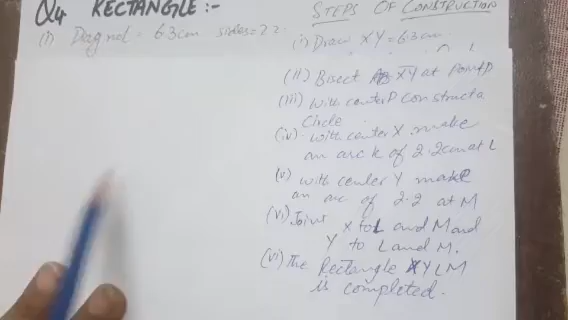 Q4 RECTANGLE:-
(i) Dagnol = 6.3cm sides=2.2
STEPS OF CONSTRUCTION
(i) Draw XY = 6.3cm
(ii) Bisect XY at Point P
(iii) with center P construct a
Circle
(iv) with center X make
an arc of 2.2cm at L
(v) with center Y make
an arc of 2.2 at M
(vi) Joint X to L and M and
Y to L and M.
(vi) The Rectangle XYLM
is completed.